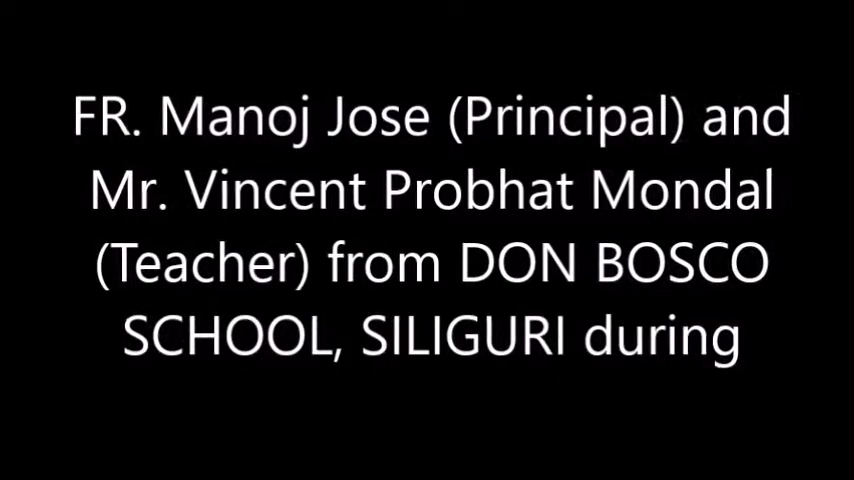 FR. Manoj Jose (Principal) and
Mr. Vincent Probhat Mondal
(Teacher) from DON BOSCO
SCHOOL, SILIGURI during